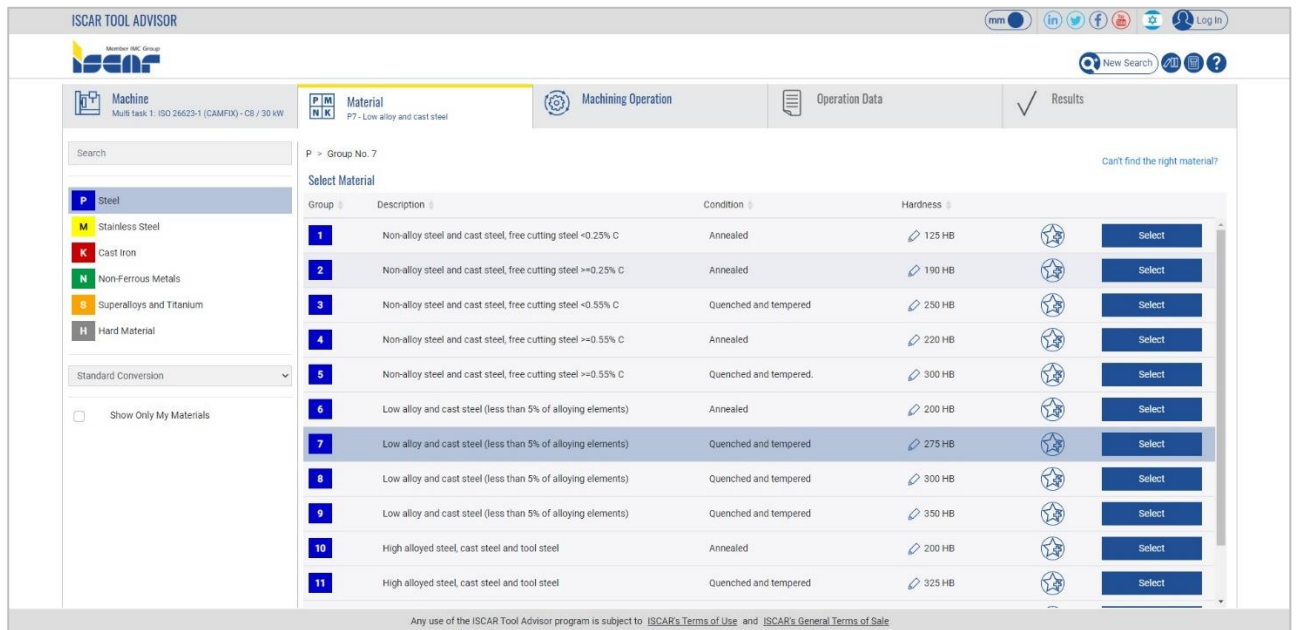 ISCAR TOOL ADVISOR
mm
Log In
Member IMC Group
iscar
New Search
Machine
Multi task 1: ISO 26623-1 (CAMFIX) - C8 / 30 kW
P M N K
Material
P7 - Low alloy and cast steel
Machining Operation
Operation Data
Results
Search
P > Group No. 7
Can't find the right material?
Select Material
P Steel
M Stainless Steel
K Cast Iron
N Non-Ferrous Metals
S Superalloys and Titanium
H Hard Material
Standard Conversion
Show Only My Materials
Group Description Condition Hardness
1 Non-alloy steel and cast steel, free cutting steel <0.25% C Annealed 125 HB Select
2 Non-alloy steel and cast steel, free cutting steel >=0.25% C Annealed 190 HB Select
3 Non-alloy steel and cast steel, free cutting steel <0.55% C Quenched and tempered 250 HB Select
4 Non-alloy steel and cast steel, free cutting steel >=0.55% C Annealed 220 HB Select
5 Non-alloy steel and cast steel, free cutting steel >=0.55% C Quenched and tempered. 300 HB Select
6 Low alloy and cast steel (less than 5% of alloying elements) Annealed 200 HB Select
7 Low alloy and cast steel (less than 5% of alloying elements) Quenched and tempered 275 HB Select
8 Low alloy and cast steel (less than 5% of alloying elements) Quenched and tempered 300 HB Select
9 Low alloy and cast steel (less than 5% of alloying elements) Quenched and tempered 350 HB Select
10 High alloyed steel, cast steel and tool steel Annealed 200 HB Select
11 High alloyed steel, cast steel and tool steel Quenched and tempered 325 HB Select
Any use of the ISCAR Tool Advisor program is subject to ISCAR's Terms of Use and ISCAR's General Terms of Sale